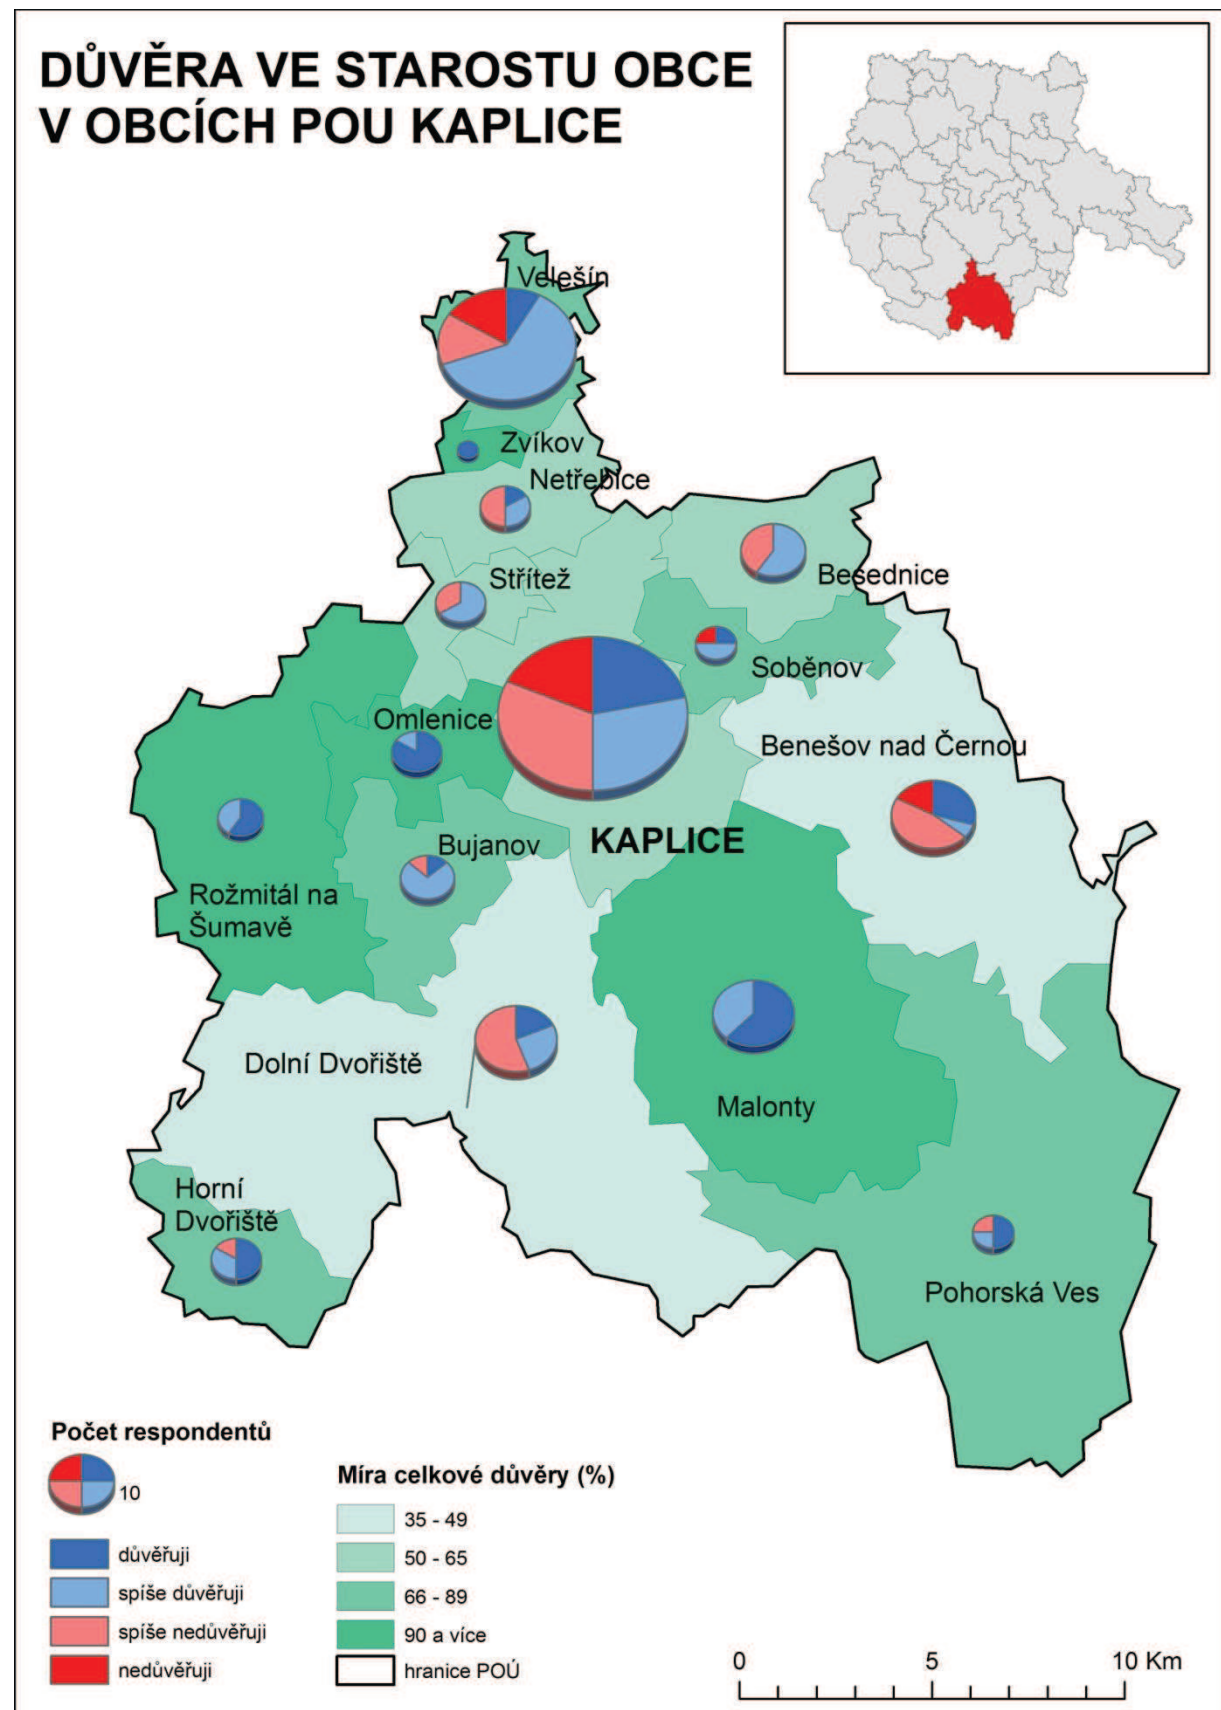 DŮVĚRA VE STAROSTU OBCE
V OBCÍCH POU KAPLICE
Velešín
Zvíkov
Netřebice
Střítež
Besednice
Soběnov
Omlenice
Benešov nad Černou
KAPLICE
Bujanov
Rožmitál na
Šumavě
Dolní Dvořiště
Malonty
Horní
Dvořiště
Pohorská Ves
Počet respondentů
10
důvěřuji
spíše důvěřuji
spíše nedůvěřuji
nedůvěřuji
Míra celkové důvěry (%)
35 - 49
50 - 65
66 - 89
90 a více
hranice POÚ
0 5 10 Km